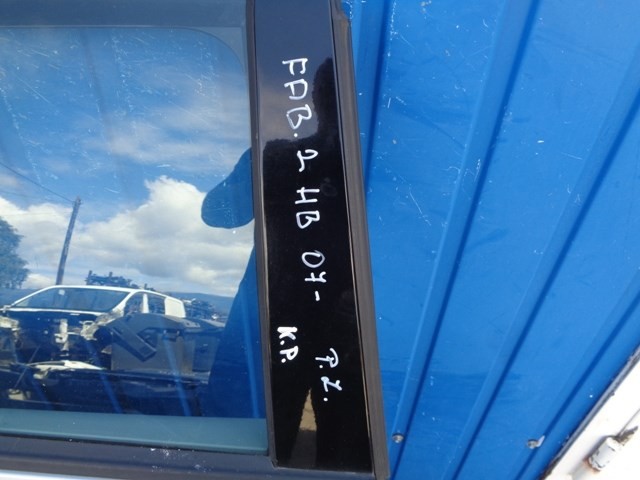 FAB. 2 HB 07-
P.Z.
K.P.